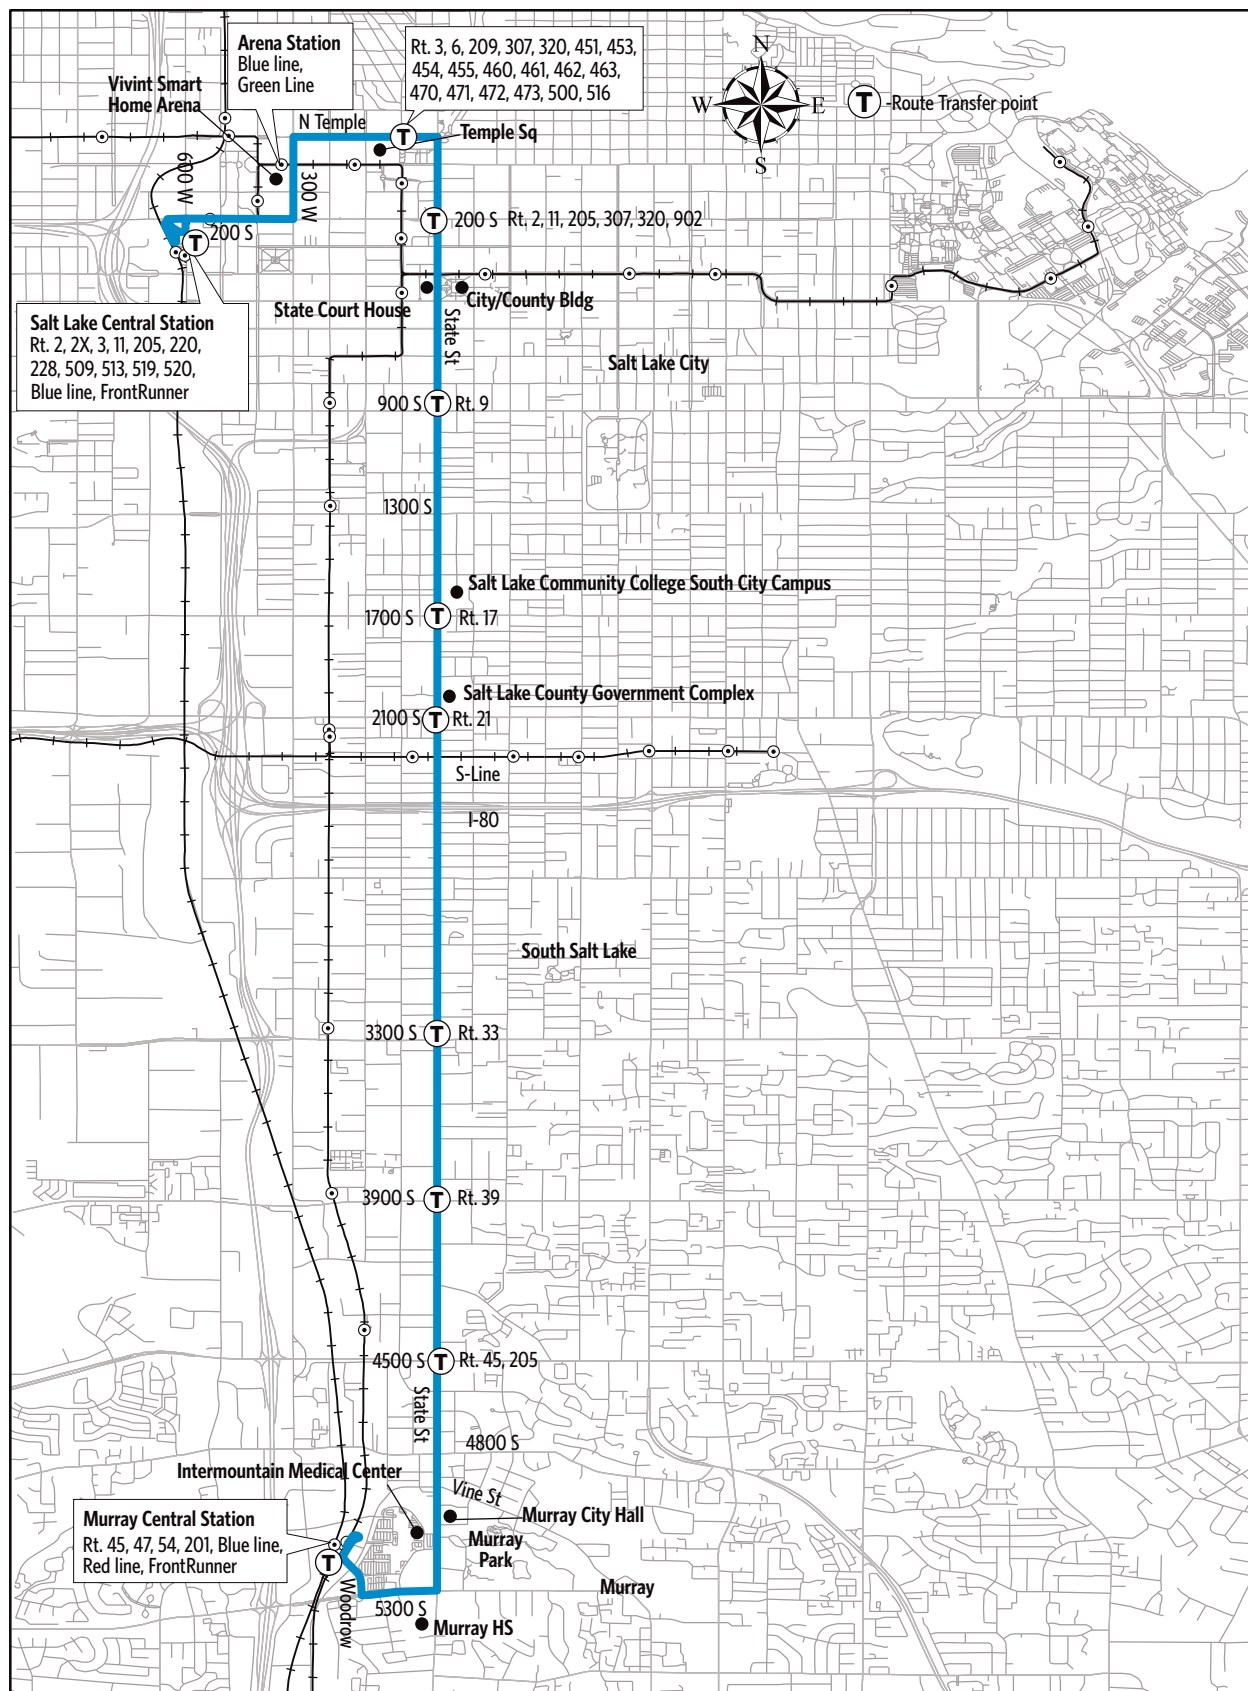 Arena Station
Blue line,
Green Line
Rt. 3, 6, 209, 307, 320, 451, 453,
454, 455, 460, 461, 462, 463,
470, 471, 472, 473, 500, 516
N
W
E
S
T
-Route Transfer point
Vivint Smart
Home Arena
N Temple
T
Temple Sq
600 W
300 W
T
200 S
T
200 S
Rt. 2, 11, 205, 307, 320, 902
State Court House
City/County Bldg
Salt Lake Central Station
Rt. 2, 2X, 3, 11, 205, 220,
228, 509, 513, 519, 520,
Blue line, FrontRunner
State St
Salt Lake City
900 S
T
Rt. 9
1300 S
Salt Lake Community College South City Campus
1700 S
T
Rt. 17
Salt Lake County Government Complex
2100 S
T
Rt. 21
S-Line
I-80
South Salt Lake
3300 S
T
Rt. 33
3900 S
T
Rt. 39
4500 S
T
Rt. 45, 205
State St
4800 S
Intermountain Medical Center
Vine St
Murray City Hall
Murray Central Station
Rt. 45, 47, 54, 201, Blue line,
Red line, FrontRunner
Murray
Park
T
Woodrow
Murray
5300 S
Murray HS